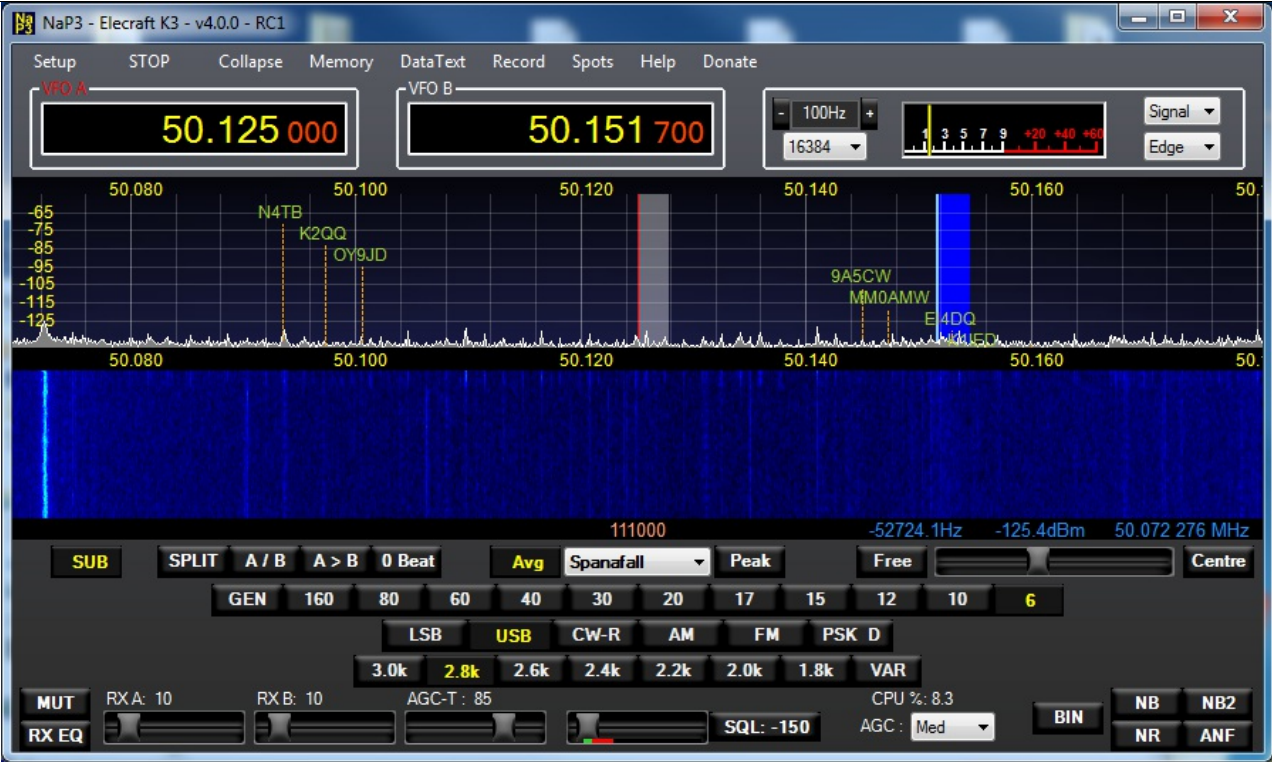 NaP3 - Elecraft K3 - v4.0.0 - RC1
Setup STOP Collapse Memory DataText Record Spots Help Donate
VFO A VFO B
50.125 000 50.151 700
- 100Hz +
16384
1 3 5 7 9 +20 +40 +60
Signal
Edge
50.080 50.100 50.120 50.140 50.160 50.
-65
-75
-85
-95
-105
-115
-125
N4TB
K2QQ
OY9JD
9A5CW
MM0AMW
50.080 50.100 50.120 50.140 50.160 50.
111000 -52724.1Hz -125.4dBm 50.072 276 MHz
SUB SPLIT A / B A > B 0 Beat Avg Spanafall Peak Free Centre
GEN 160 80 60 40 30 20 17 15 12 10 6
LSB USB CW-R AM FM PSK D
3.0k 2.8k 2.6k 2.4k 2.2k 2.0k 1.8k VAR
MUT RX A: 10 RX B: 10 AGC-T : 85 CPU %: 8.3 NB NB2
RX EQ SQL: -150 AGC : Med BIN NR ANF